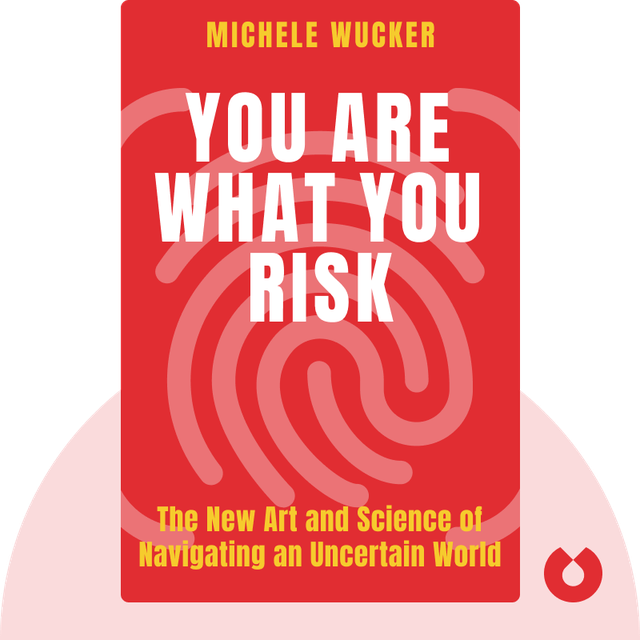 MICHELE WUCKER
YOU ARE
WHAT YOU
RISK
The New Art and Science of
Navigating an Uncertain World